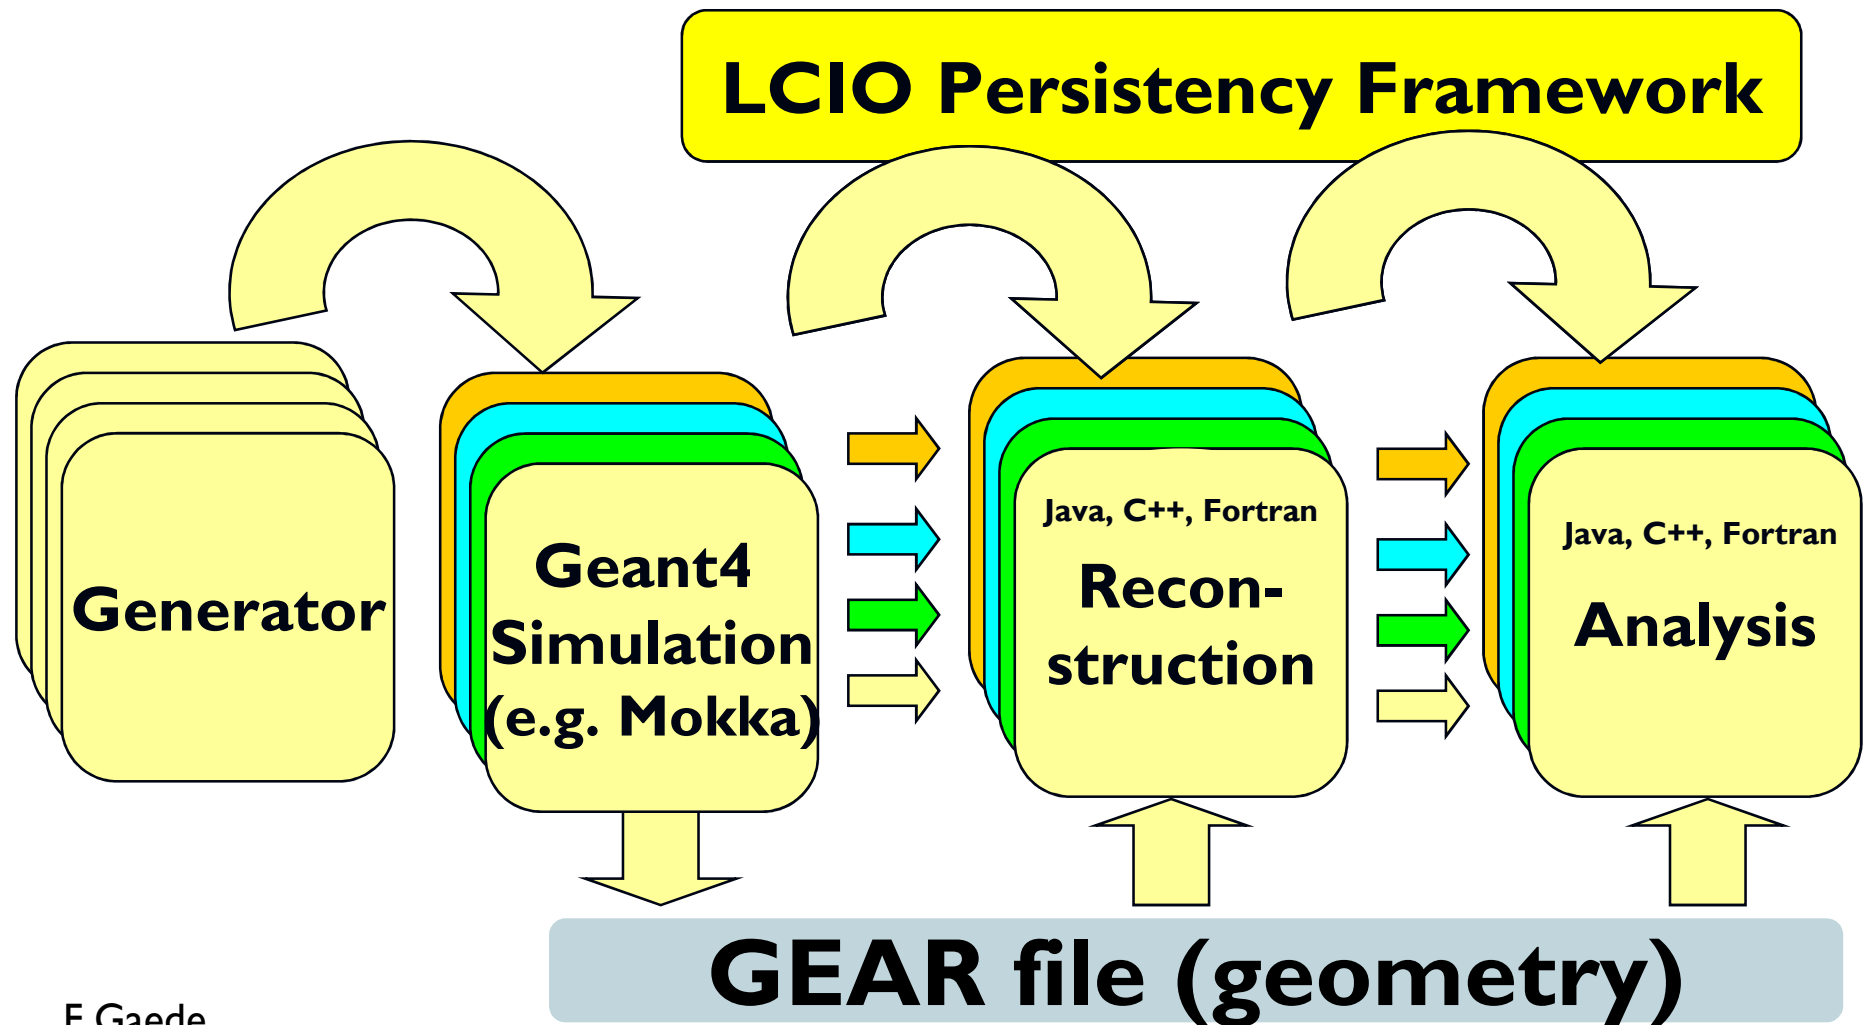 LCIO Persistency Framework
Generator
Geant4
Simulation
(e.g. Mokka)
Java, C++, Fortran
Recon-
struction
Java, C++, Fortran
Analysis
GEAR file (geometry)
F.Gaede